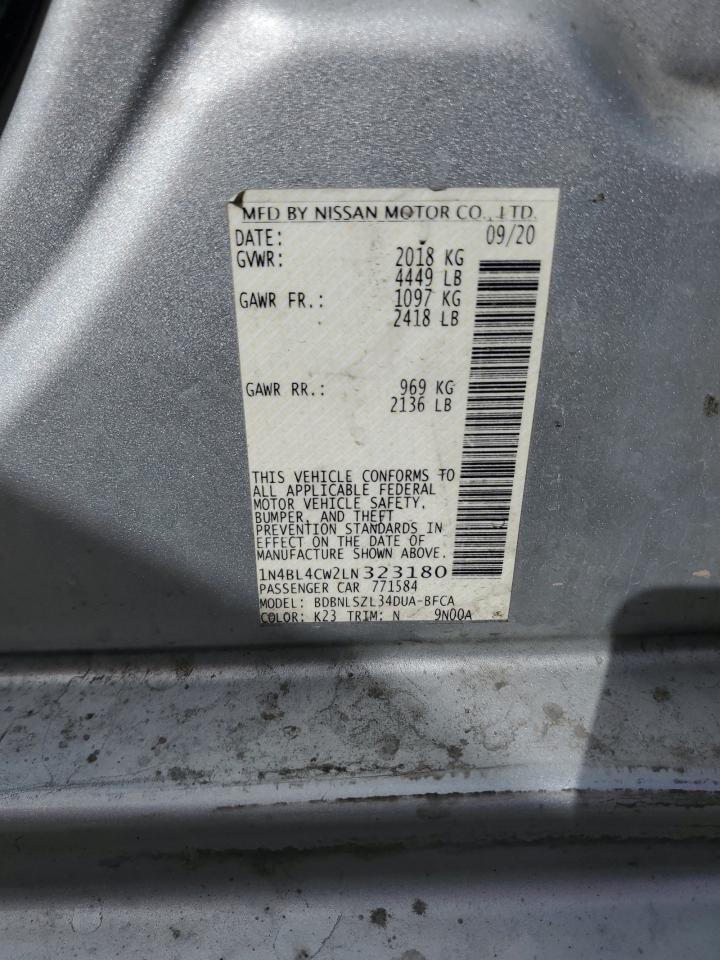 MFD BY NISSAN MOTOR CO., LTD.
DATE: 09/20
GVWR: 2018 KG
4449 LB
GAWR FR.: 1097 KG
2418 LB
GAWR RR.: 969 KG
2136 LB
THIS VEHICLE CONFORMS TO
ALL APPLICABLE FEDERAL
MOTOR VEHICLE SAFETY,
BUMPER, AND THEFT
PREVENTION STANDARDS IN
EFFECT ON THE DATE OF
MANUFACTURE SHOWN ABOVE.
1N4BL4CW2LN323180
PASSENGER CAR 771584
MODEL: BDBNLSZL34DUA-BFCA
COLOR: K23 TRIM: N 9N00A